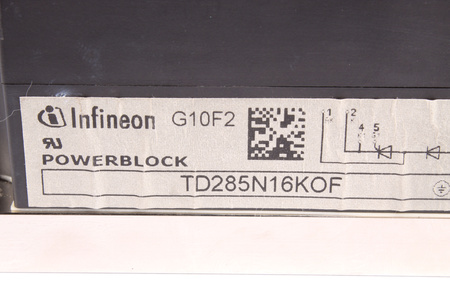 Infineon G10F2
POWERBLOCK
TD285N16KOF
1 2
4 5